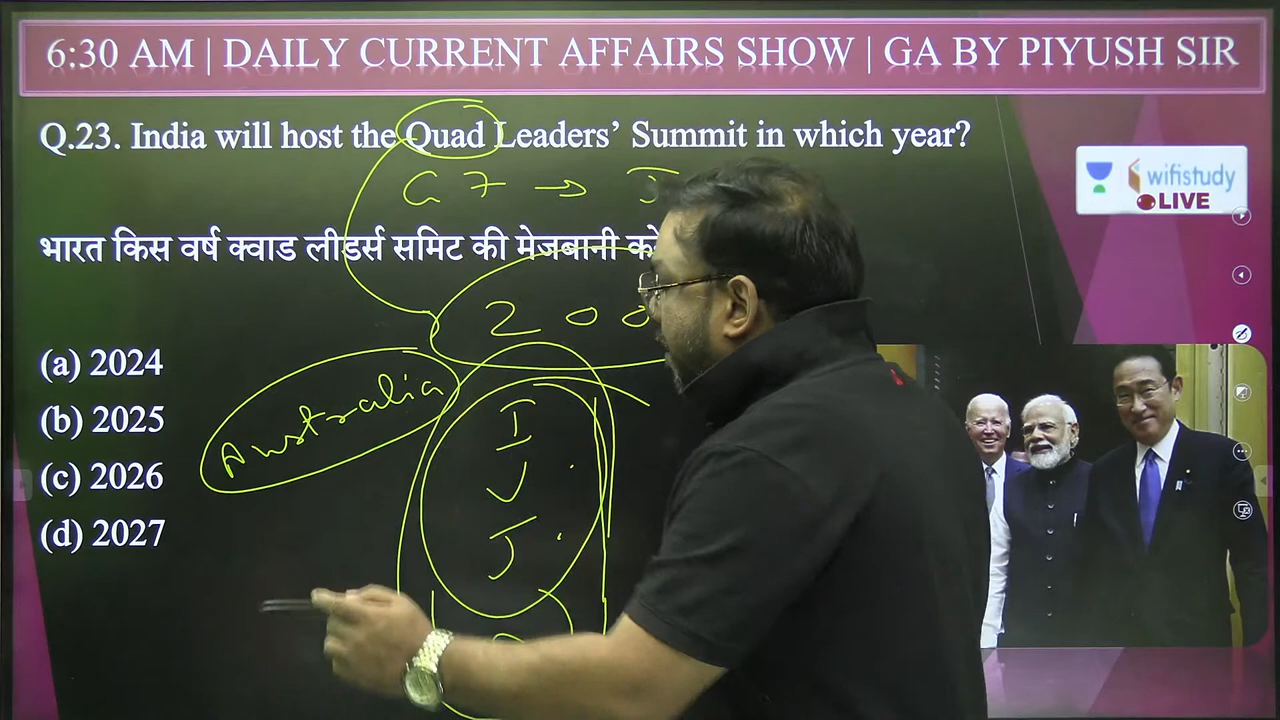 6:30 AM | DAILY CURRENT AFFAIRS SHOW | GA BY PIYUSH SIR
Q.23. India will host the Quad Leaders' Summit in which year?
G7 → J
wifistudy
LIVE
भारत किस वर्ष क्वाड लीडर्स समिट की मेजबानी
200
(a) 2024
(b) 2025
(c) 2026
(d) 2027
Australia
I
U
J